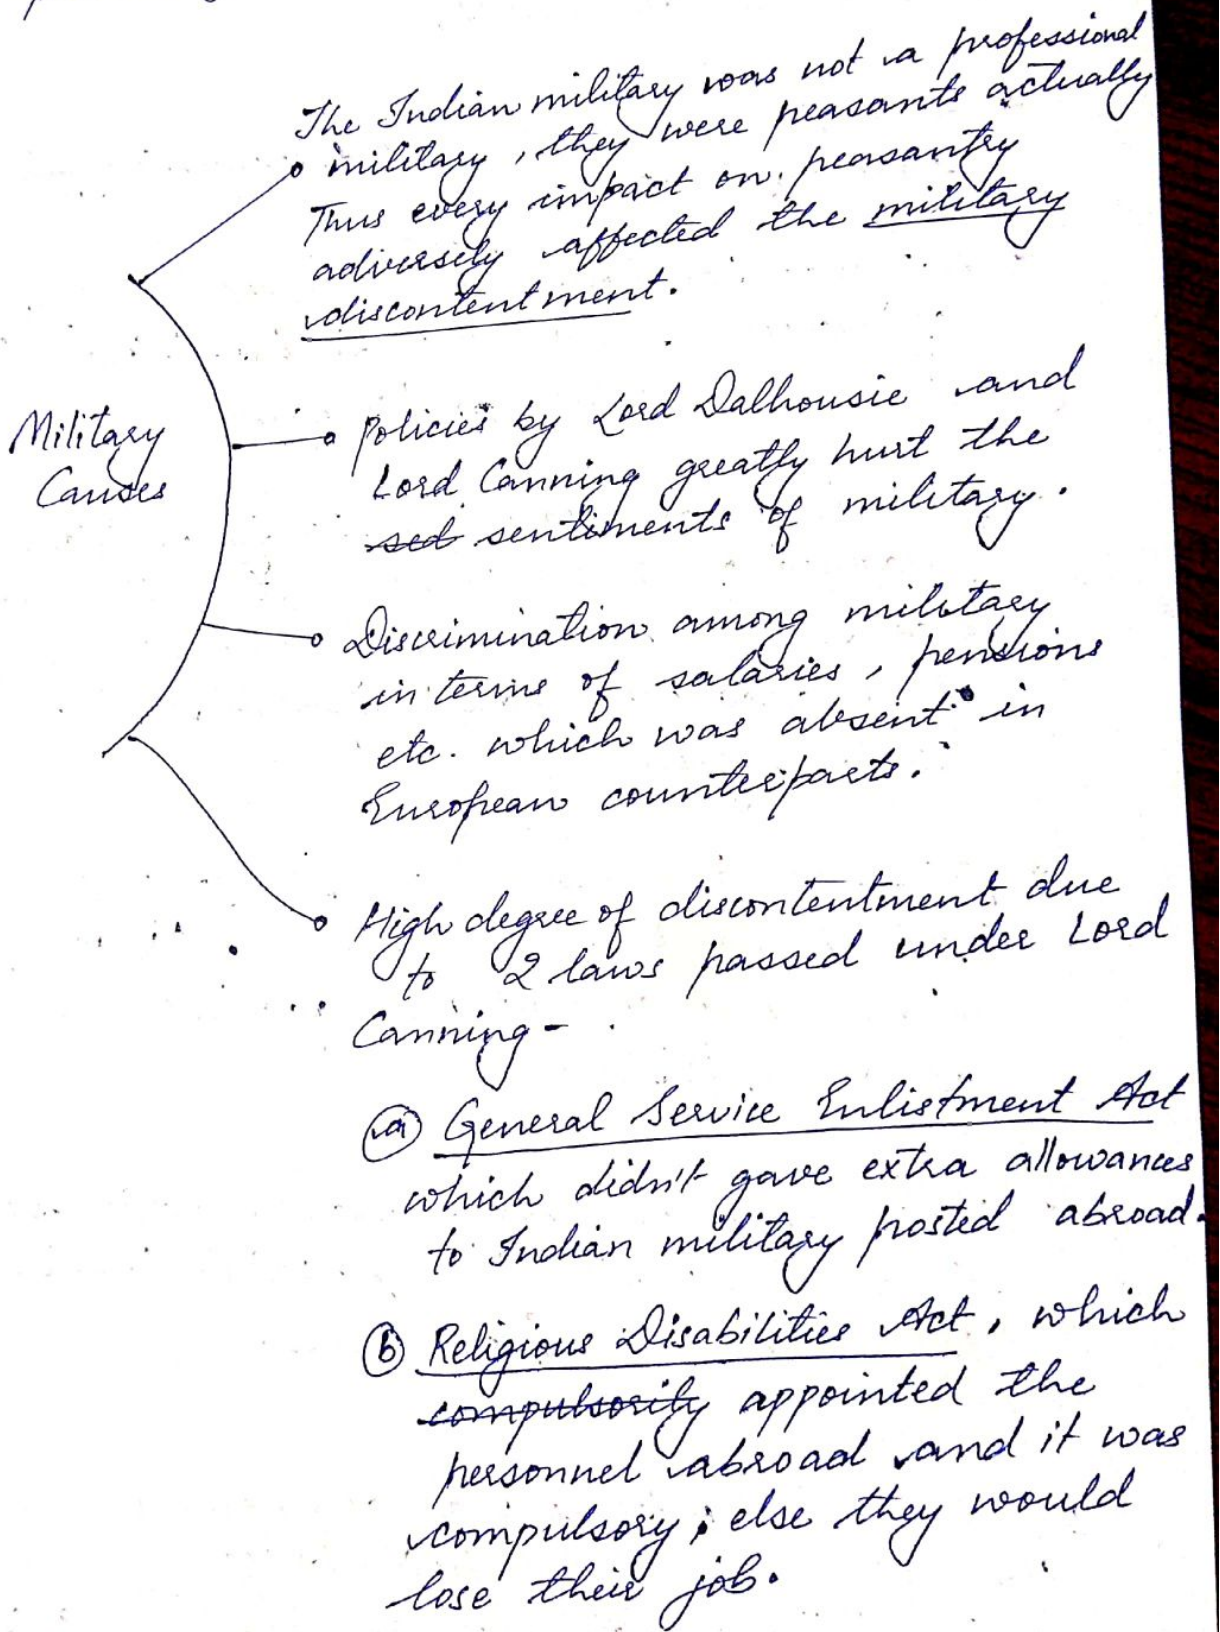 The Indian military was not a professional
military, they were peasants actually
Thus every impact on peasantry
adversely affected the military
discontentment.
Military
Causes
Policies by Lord Dalhousie and
Lord Canning greatly hurt the
sed sentiments of military.
Discrimination among military
in terms of salaries, pensions
etc. which was absent in
European counterparts.
High degree of discontentment due
to 2 laws passed under Lord
Canning -
(a) General Service Enlistment Act
which didn't gave extra allowances
to Indian military posted abroad.
(b) Religious Disabilities Act, which
compulsorily appointed the
personnel abroad and it was
compulsory; else they would
lose their job.